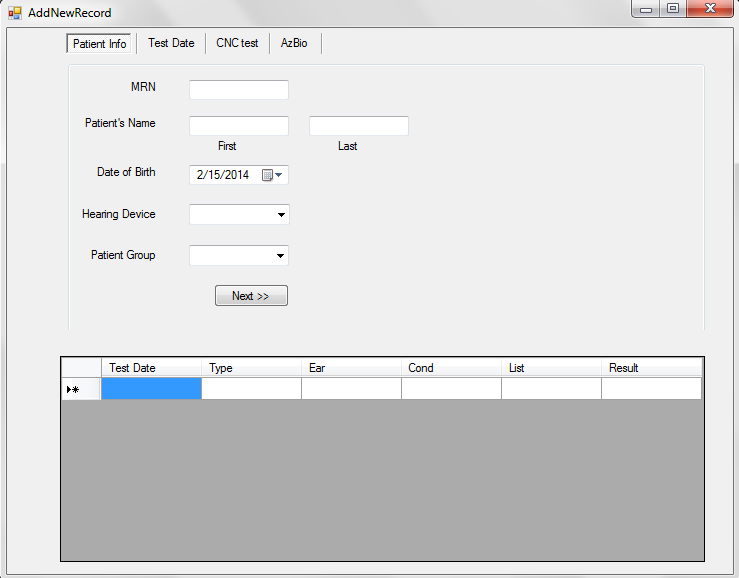 AddNewRecord
Patient Info Test Date CNC test AzBio
MRN
Patient's Name
First Last
Date of Birth 2/15/2014
Hearing Device
Patient Group
Next >>
Test Date Type Ear Cond List Result